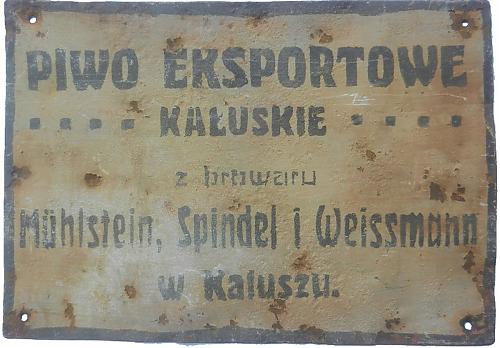 PIWO EKSPORTOWE
KAŁUSKIE
z browaru
Mühlstein, Spindel i Weissmann
w Kałuszu.